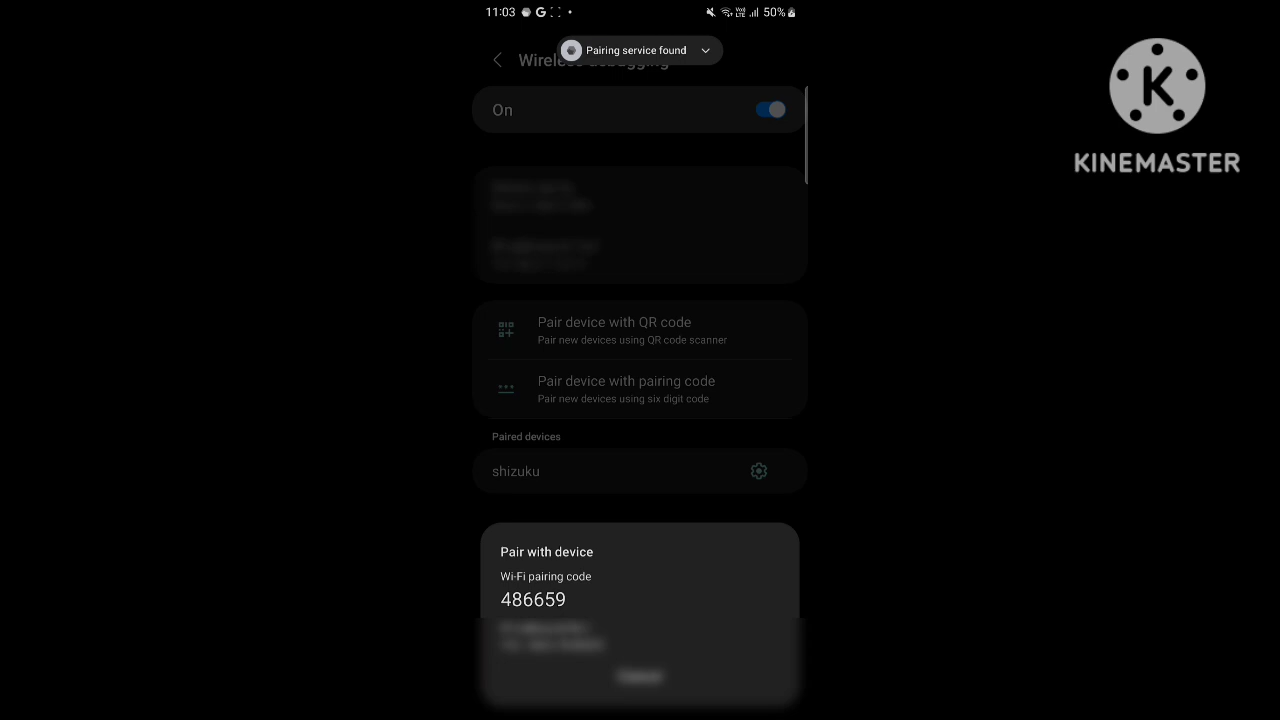 11:03 G 50%
Pairing service found
Wireless debugging
On
Pair device with QR code
Pair new devices using QR code scanner
Pair device with pairing code
Pair new devices using six digit code
Paired devices
shizuku
Pair with device
Wi-Fi pairing code
486659
K
KINEMASTER